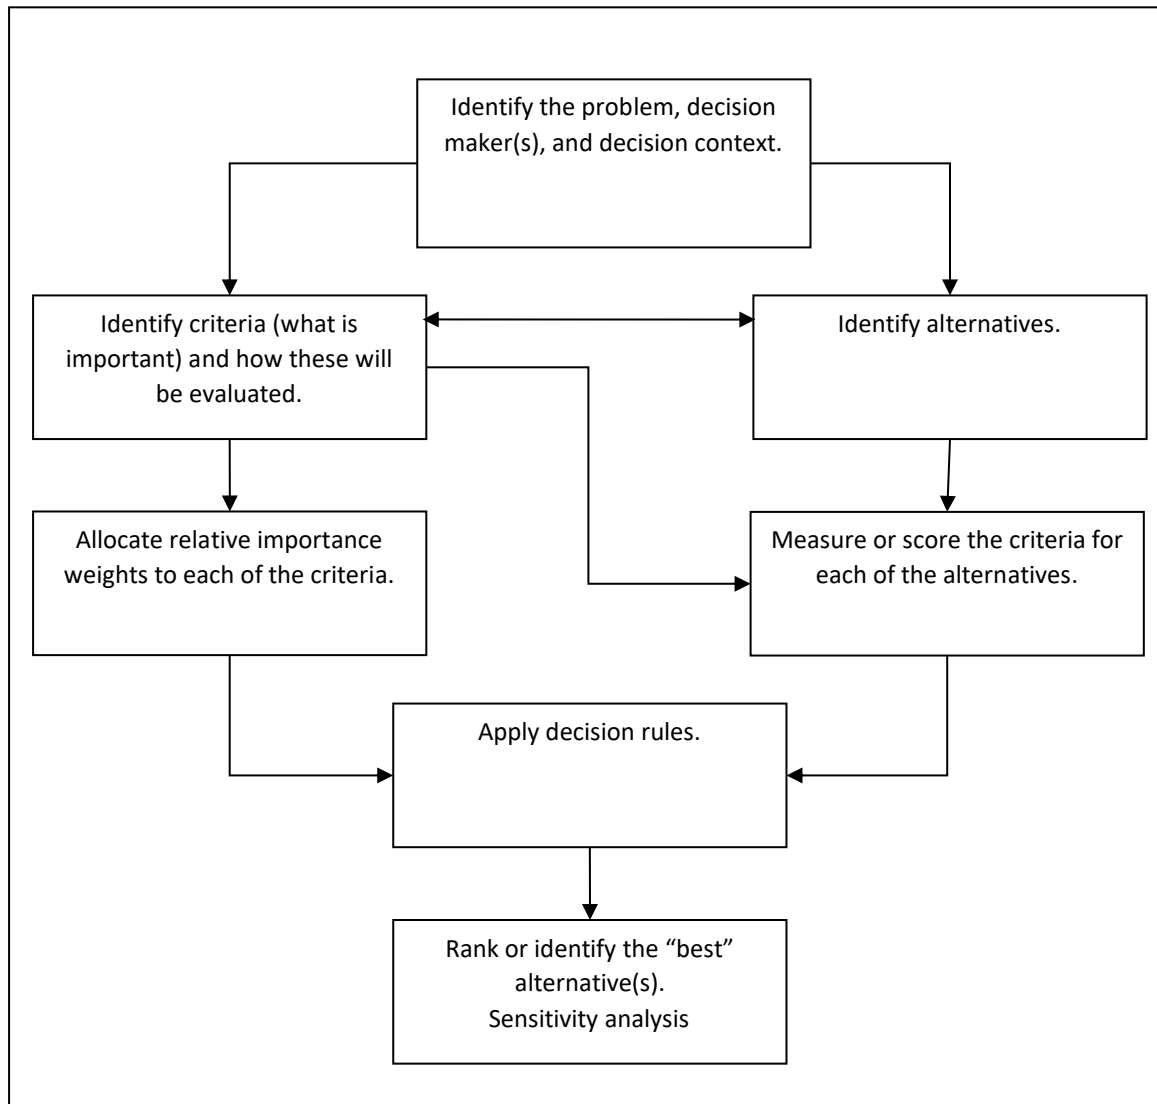 Identify the problem, decision
maker(s), and decision context.
Identify criteria (what is
important) and how these will
be evaluated.
Identify alternatives.
Allocate relative importance
weights to each of the criteria.
Measure or score the criteria for
each of the alternatives.
Apply decision rules.
Rank or identify the “best”
alternative(s).
Sensitivity analysis